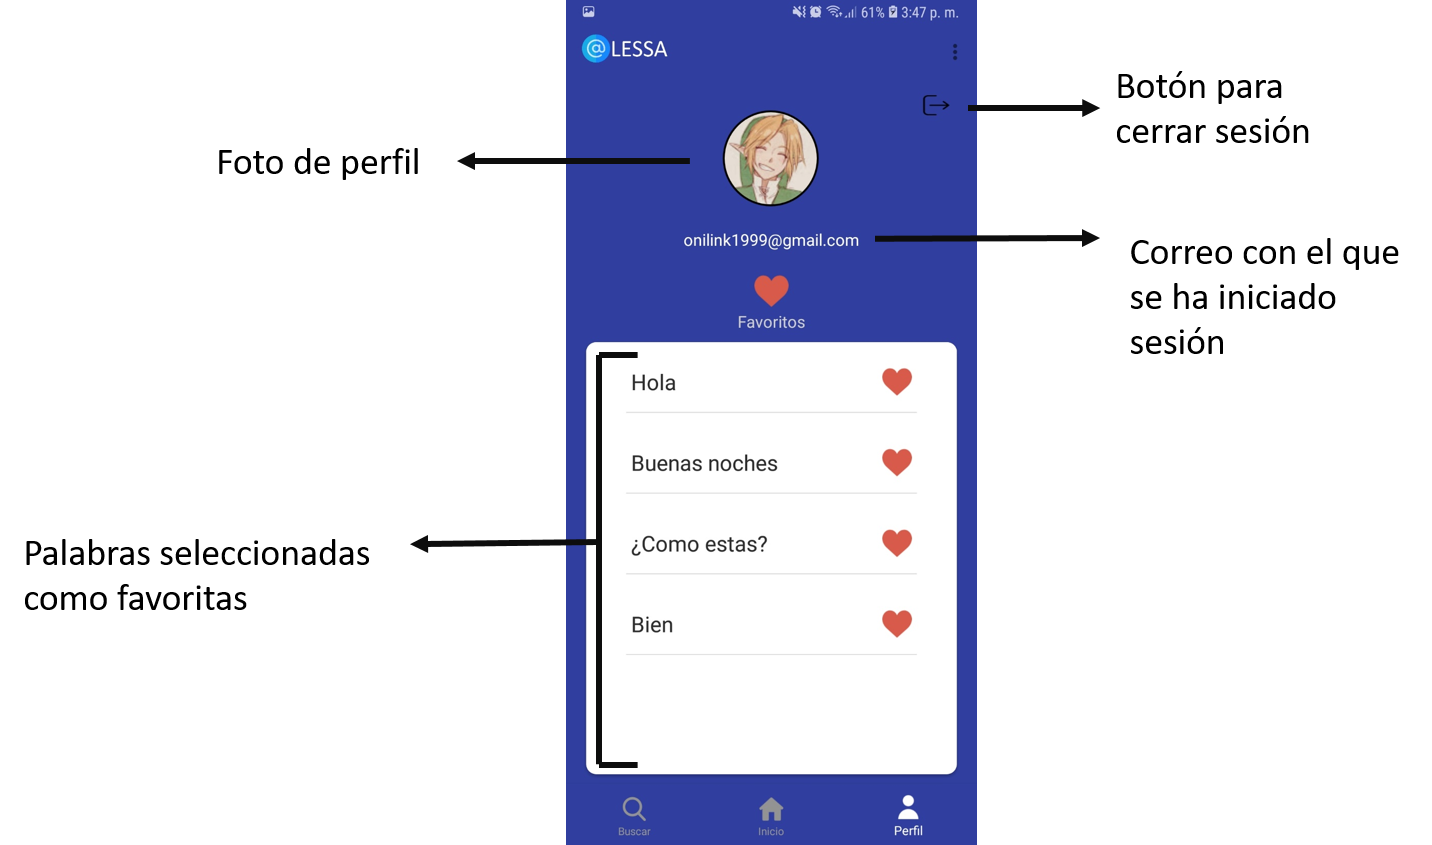 61% 3:47 p. m.
@LESSA
Botón para
cerrar sesión
Foto de perfil
onilink1999@gmail.com
Correo con el que
se ha iniciado
sesión
Favoritos
Hola
Buenas noches
¿Como estas?
Palabras seleccionadas
como favoritas
Bien
Buscar
Inicio
Perfil